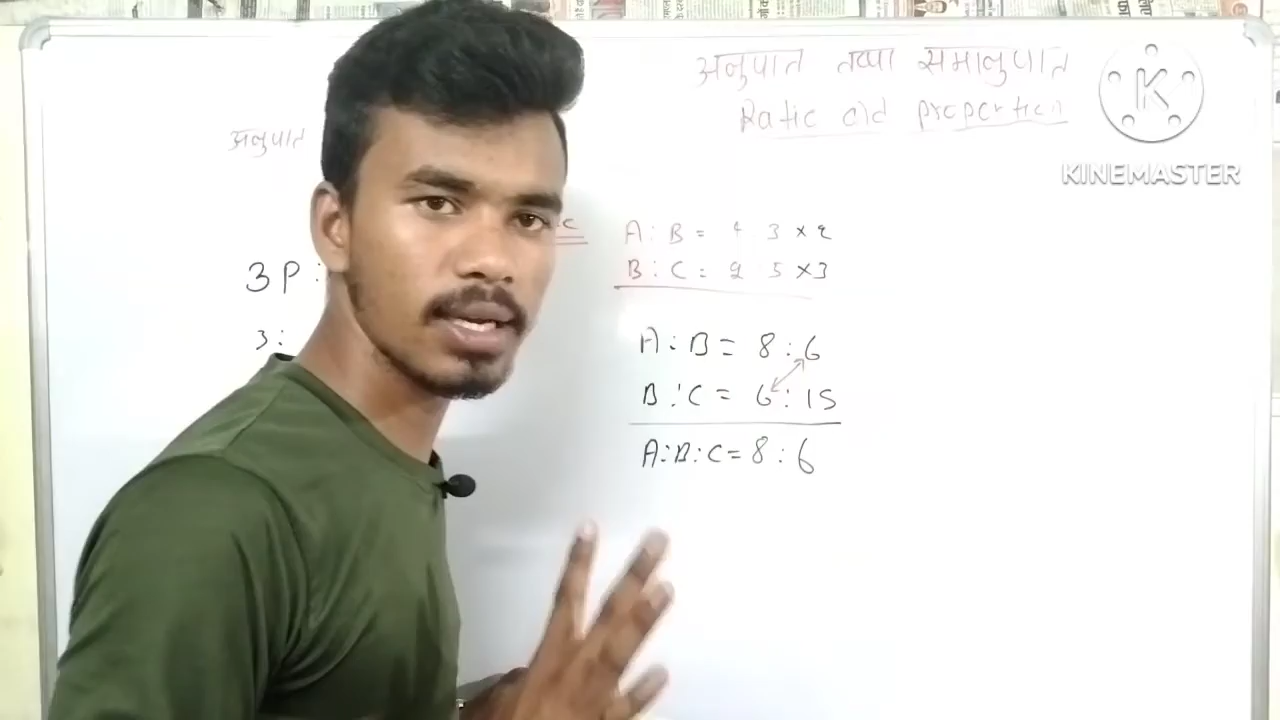 अनुपात तथा समानुपात
Ratio and proportion
KINEMASTER
अनुपात
A : B = 4 3 × 2
B : C = 2 5 × 3
3P :
3 :
A : B = 8 : 6
B : C = 6 : 15
A : B : C = 8 : 6